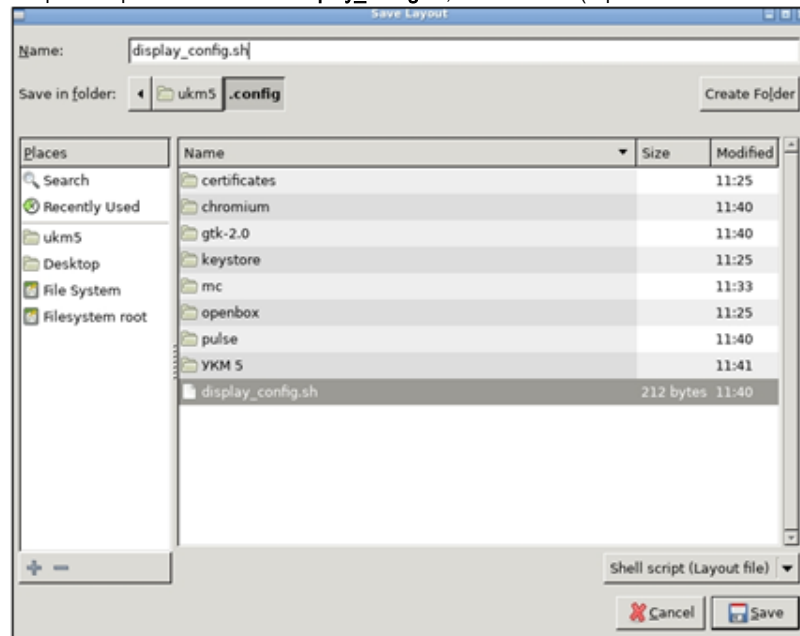 Save Layout
Name: display_config.sh
Save in folder: ukm5 .config Create Folder
Places Name Size Modified
Search certificates 11:25
Recently Used chromium 11:40
ukm5 gtk-2.0 11:40
Desktop keystore 11:25
File System mc 11:33
Filesystem root openbox 11:25
pulse 11:40
УКМ 5 11:41
display_config.sh 212 bytes 11:40
Shell script (Layout file)
Cancel Save